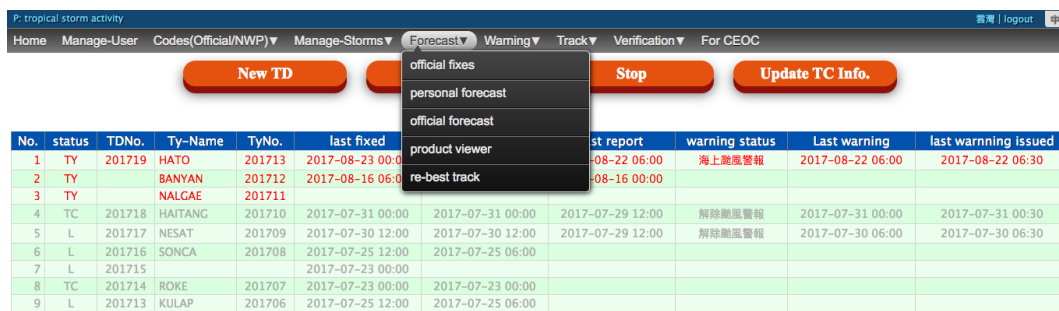 P: tropical storm activity 雲灣 | logout 中
Home Manage-User Codes(Official/NWP)▼ Manage-Storms▼ Forecast▼ Warning▼ Track▼ Verification▼ For CEOC
New TD Stop Update TC Info.
official fixes
personal forecast
official forecast
product viewer
re-best track
No. status TDNo. Ty-Name TyNo. last fixed st report warning status Last warning last warnning issued
1 TY 201719 HATO 201713 2017-08-23 00:0 -08-22 06:00 海上颱風警報 2017-08-22 06:00 2017-08-22 06:30
2 TY BANYAN 201712 2017-08-16 06:0 -08-16 00:00
3 TY NALGAE 201711
4 TC 201718 HAITANG 201710 2017-07-31 00:00 2017-07-31 00:00 2017-07-29 12:00 解除颱風警報 2017-07-31 00:00 2017-07-31 00:30
5 L 201717 NESAT 201709 2017-07-30 12:00 2017-07-30 12:00 2017-07-29 12:00 解除颱風警報 2017-07-30 06:00 2017-07-30 06:30
6 L 201716 SONCA 201708 2017-07-25 12:00 2017-07-25 06:00
7 L 201715 2017-07-23 00:00
8 TC 201714 ROKE 201707 2017-07-23 00:00 2017-07-23 00:00
9 L 201713 KULAP 201706 2017-07-25 12:00 2017-07-25 06:00